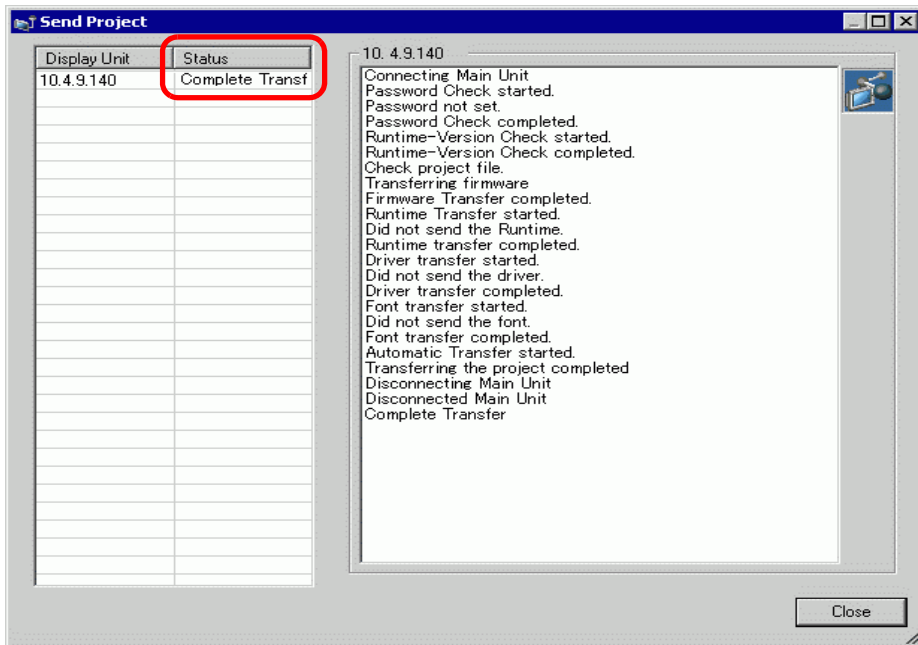 Send Project
Display Unit Status
10.4.9.140 Complete Transf
10. 4.9.140
Connecting Main Unit
Password Check started.
Password not set.
Password Check completed.
Runtime-Version Check started.
Runtime-Version Check completed.
Check project file.
Transferring firmware
Firmware Transfer completed.
Runtime Transfer started.
Did not send the Runtime.
Runtime transfer completed.
Driver transfer started.
Did not send the driver.
Driver transfer completed.
Font transfer started.
Did not send the font.
Font transfer completed.
Automatic Transfer started.
Transferring the project completed
Disconnecting Main Unit
Disconnected Main Unit
Complete Transfer
Close